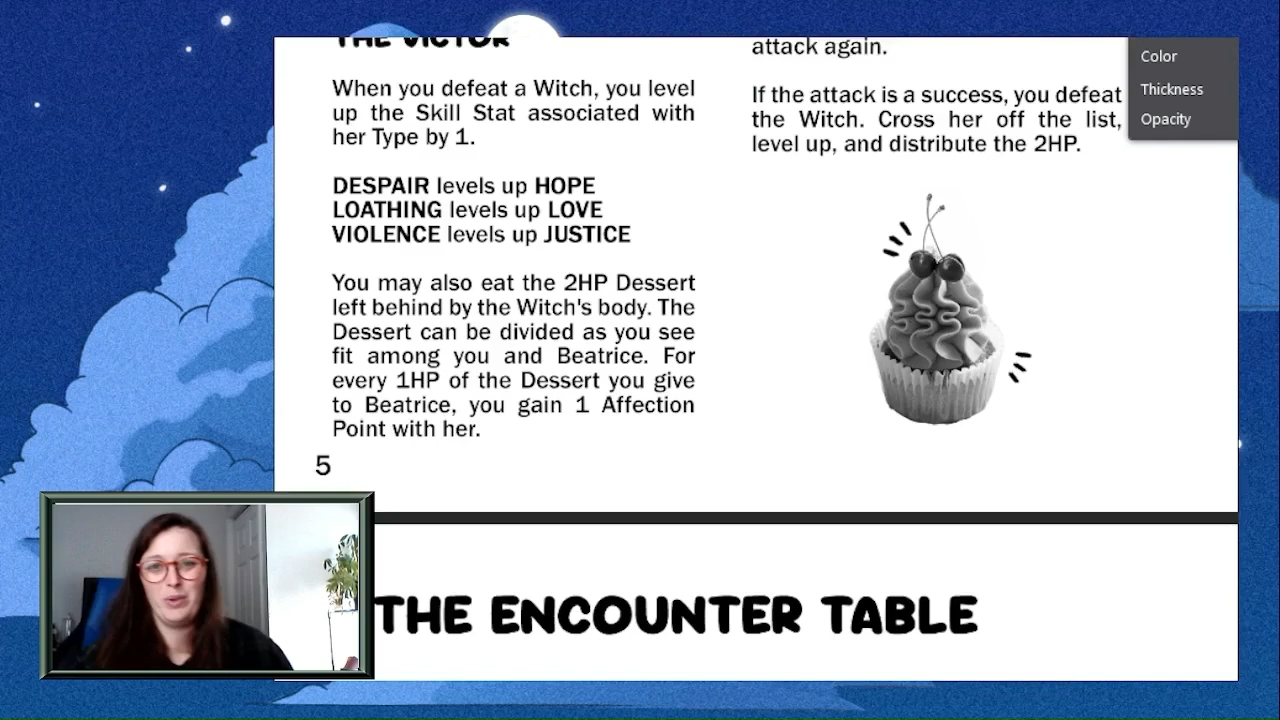 THE VICTOR
When you defeat a Witch, you level
up the Skill Stat associated with
her Type by 1.
DESPAIR levels up HOPE
LOATHING levels up LOVE
VIOLENCE levels up JUSTICE
You may also eat the 2HP Dessert
left behind by the Witch's body. The
Dessert can be divided as you see
fit among you and Beatrice. For
every 1HP of the Dessert you give
to Beatrice, you gain 1 Affection
Point with her.
5
attack again.
If the attack is a success, you defeat
the Witch. Cross her off the list,
level up, and distribute the 2HP.
Color
Thickness
Opacity
THE ENCOUNTER TABLE